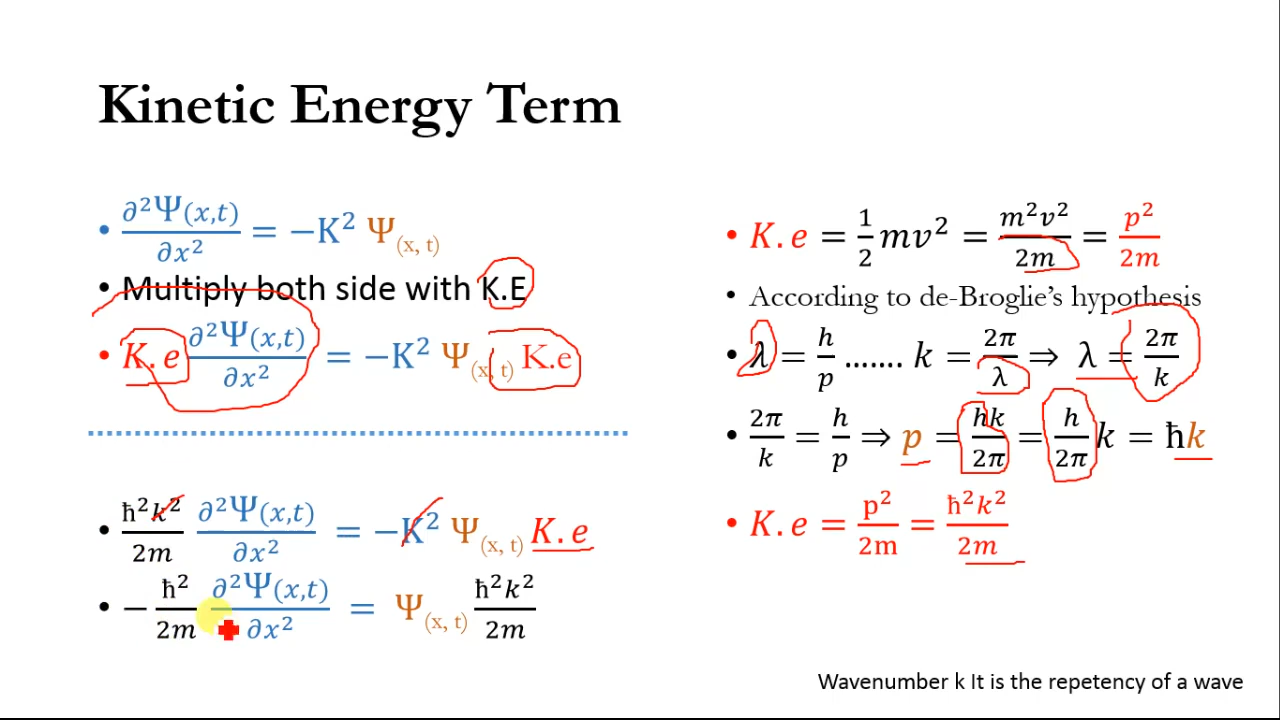 Kinetic Energy Term
• ∂²Ψ(x,t)/∂x² = −K² Ψ(x, t)
• Multiply both side with K.E
• K.e ∂²Ψ(x,t)/∂x² = −K² Ψ(x, t) K.e
• ħ²k²/2m ∂²Ψ(x,t)/∂x² = −K² Ψ(x, t) K.e
• −ħ²/2m ∂²Ψ(x,t)/∂x² = Ψ(x, t) ħ²k²/2m
• K.e = 1/2 mv² = m²v²/2m = p²/2m
• According to de-Broglie’s hypothesis
• λ = h/p ....... k = 2π/λ ⇒ λ = 2π/k
• 2π/k = h/p ⇒ p = hk/2π = h/2π k = ħk
• K.e = p²/2m = ħ²k²/2m
Wavenumber k It is the repetency of a wave